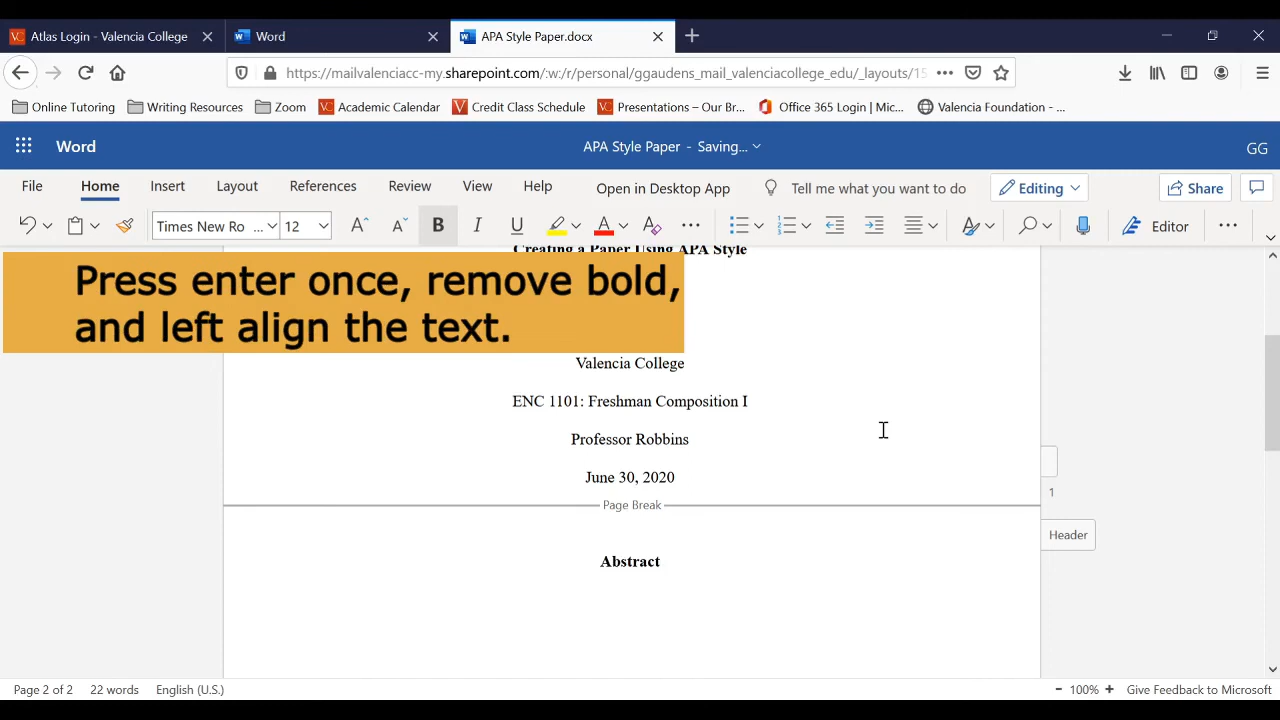 Atlas Login - Valencia College
Word
APA Style Paper.docx
https://mailvalenciacc-my.sharepoint.com/:w:/r/personal/ggaudens_mail_valenciacollege_edu/_layouts/15
Online Tutoring
Writing Resources
Zoom
Academic Calendar
Credit Class Schedule
Presentations – Our Br...
Office 365 Login | Mic...
Valencia Foundation - ...
Word
APA Style Paper - Saving...
GG
File
Home
Insert
Layout
References
Review
View
Help
Open in Desktop App
Tell me what you want to do
Editing
Share
Times New Ro ...
12
B
I
U
Editor
Creating a Paper Using APA Style
Press enter once, remove bold,
and left align the text.
Valencia College
ENC 1101: Freshman Composition I
Professor Robbins
June 30, 2020
1
Page Break
Header
Abstract
Page 2 of 2
22 words
English (U.S.)
- 100% +
Give Feedback to Microsoft